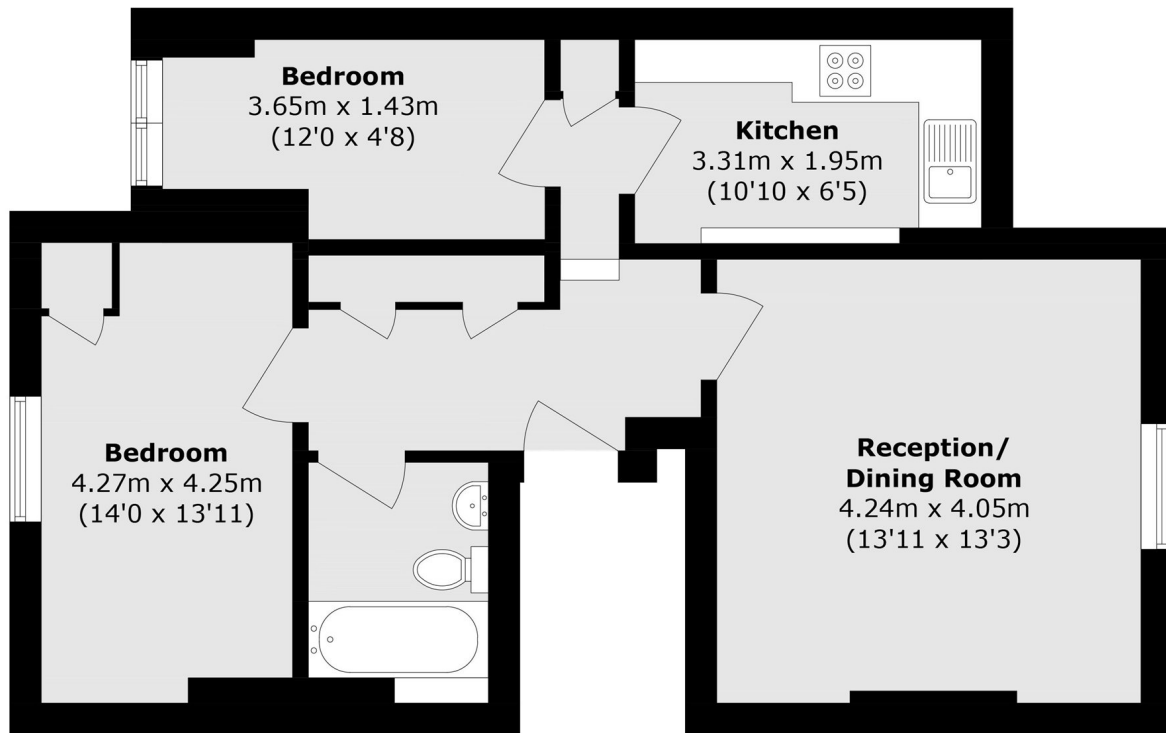 Bedroom
3.65m x 1.43m
(12'0 x 4'8)
Kitchen
3.31m x 1.95m
(10'10 x 6'5)
Bedroom
4.27m x 4.25m
(14'0 x 13'11)
Reception/
Dining Room
4.24m x 4.05m
(13'11 x 13'3)